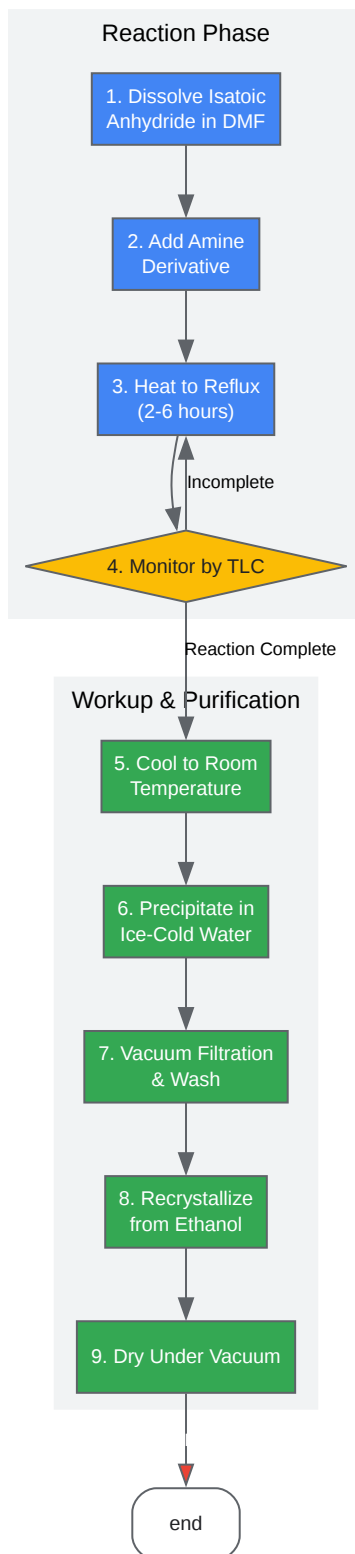 Reaction Phase
1. Dissolve Isatoic
Anhydride in DMF
2. Add Amine
Derivative
3. Heat to Reflux
(2-6 hours)
Incomplete
4. Monitor by TLC
Reaction Complete
Workup & Purification
5. Cool to Room
Temperature
6. Precipitate in
Ice-Cold Water
7. Vacuum Filtration
& Wash
8. Recrystallize
from Ethanol
9. Dry Under Vacuum
end